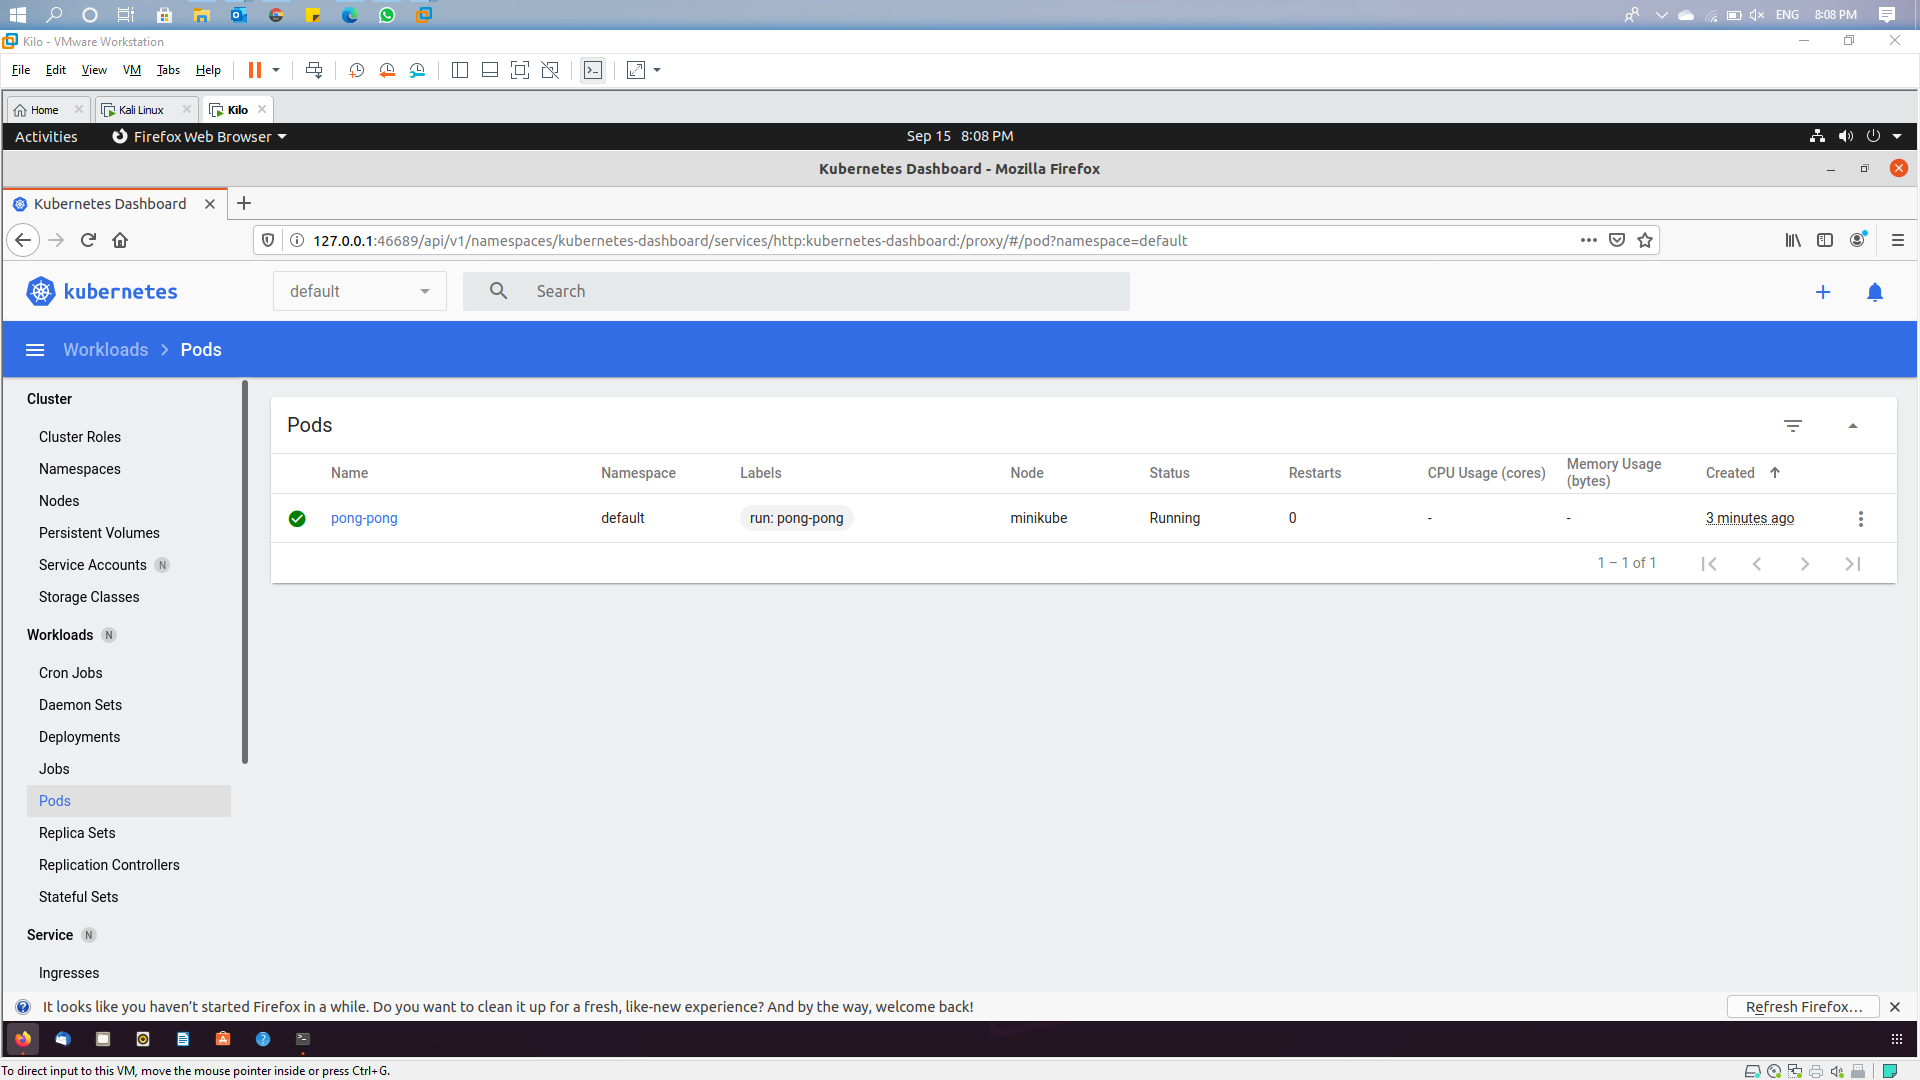 ENG 8:08 PM
Kilo - VMware Workstation
File Edit View VM Tabs Help
Home Kali Linux Kilo
Activities Firefox Web Browser Sep 15 8:08 PM
Kubernetes Dashboard - Mozilla Firefox
Kubernetes Dashboard
127.0.0.1:46689/api/v1/namespaces/kubernetes-dashboard/services/http:kubernetes-dashboard:/proxy/#/pod?namespace=default
kubernetes default Search
Workloads Pods
Cluster
Cluster Roles
Namespaces
Nodes
Persistent Volumes
Service Accounts N
Storage Classes
Workloads N
Cron Jobs
Daemon Sets
Deployments
Jobs
Pods
Replica Sets
Replication Controllers
Stateful Sets
Service N
Ingresses
Pods
Name Namespace Labels Node Status Restarts CPU Usage (cores) Memory Usage (bytes) Created
pong-pong default run: pong-pong minikube Running 0 - - 3 minutes ago
1 – 1 of 1
It looks like you haven’t started Firefox in a while. Do you want to clean it up for a fresh, like-new experience? And by the way, welcome back! Refresh Firefox…
To direct input to this VM, move the mouse pointer inside or press Ctrl+G.